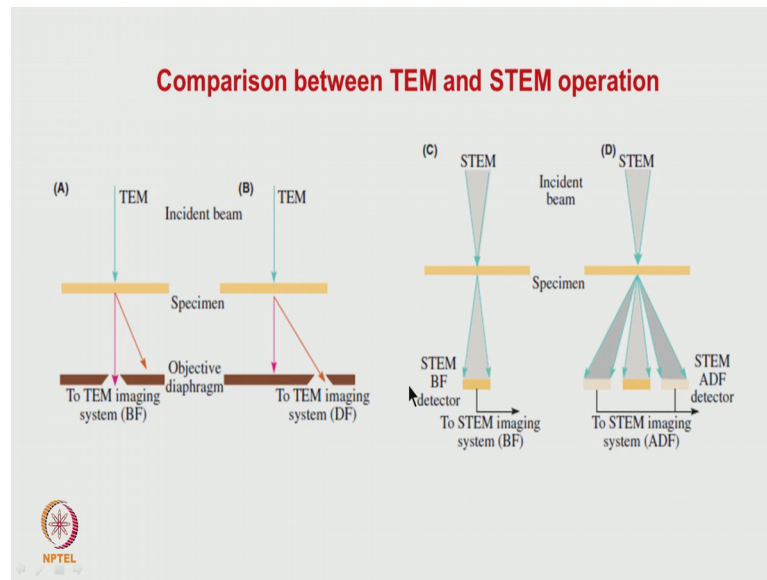 Comparison between TEM and STEM operation
(A)
TEM
Incident beam
Specimen
Objective
diaphragm
To TEM imaging
system (BF)
(B)
TEM
To TEM imaging
system (DF)
(C)
STEM
Incident
beam
Specimen
STEM
BF
detector
To STEM imaging
system (BF)
(D)
STEM
STEM
ADF
detector
To STEM imaging
system (ADF)
NPTEL